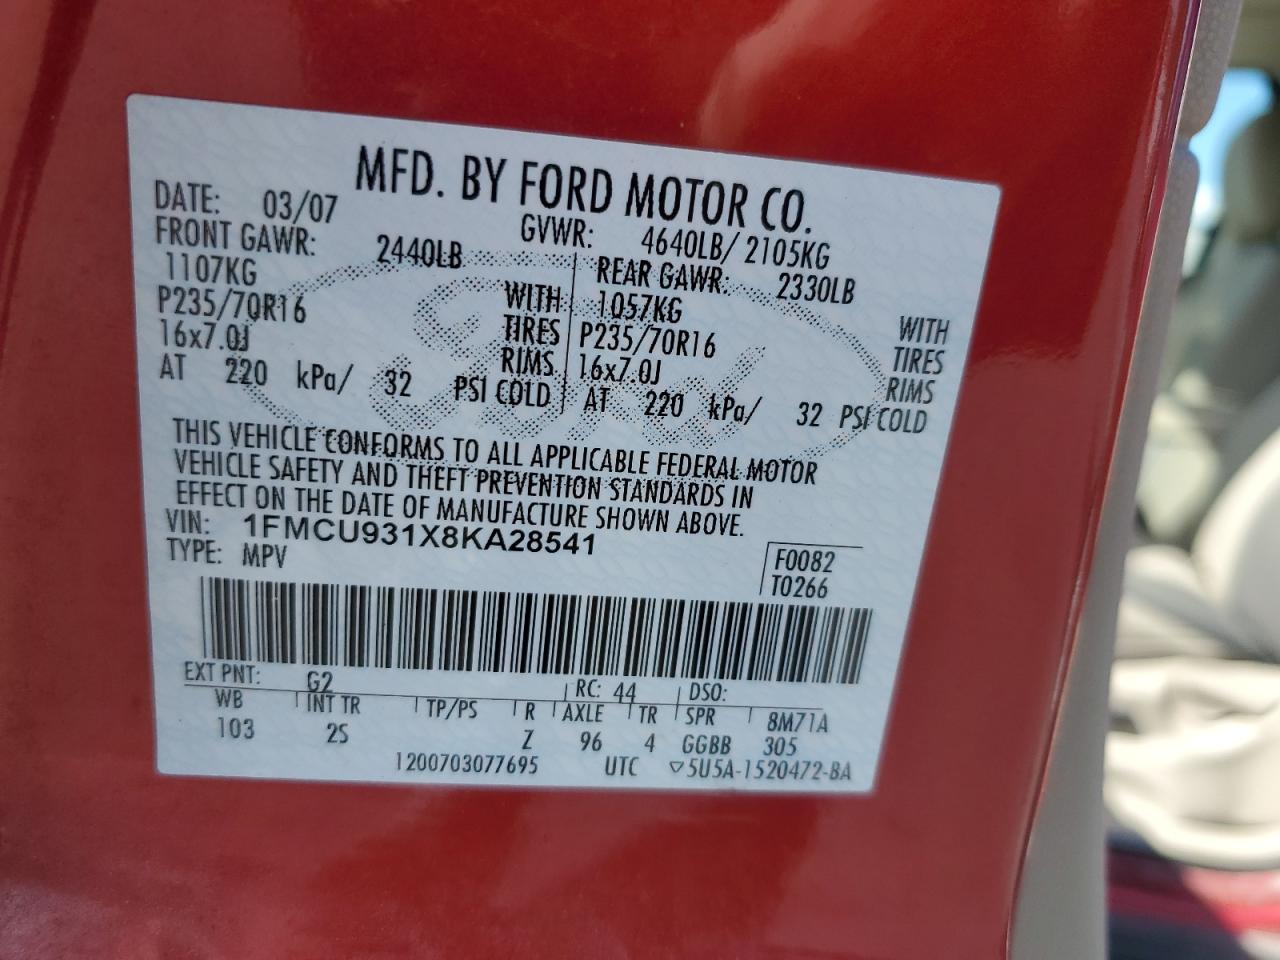 MFD. BY FORD MOTOR CO.
DATE: 03/07 GVWR: 4640LB/ 2105KG
FRONT GAWR: 2440LB REAR GAWR: 2330LB
1107KG WITH 1057KG WITH
P235/70R16 TIRES P235/70R16 TIRES
16x7.0J RIMS 16x7.0J RIMS
AT 220 kPa/ 32 PSI COLD AT 220 kPa/ 32 PSI COLD
THIS VEHICLE CONFORMS TO ALL APPLICABLE FEDERAL MOTOR
VEHICLE SAFETY AND THEFT PREVENTION STANDARDS IN
EFFECT ON THE DATE OF MANUFACTURE SHOWN ABOVE.
VIN: 1FMCU931X8KA28541
TYPE: MPV
F0082
T0266
EXT PNT: G2 RC: 44 DSO:
WB INT TR TP/PS R AXLE TR SPR 8M71A
103 2S Z 96 4 GGBB 305
1200703077695 UTC ▽5U5A-1520472-BA
Ford